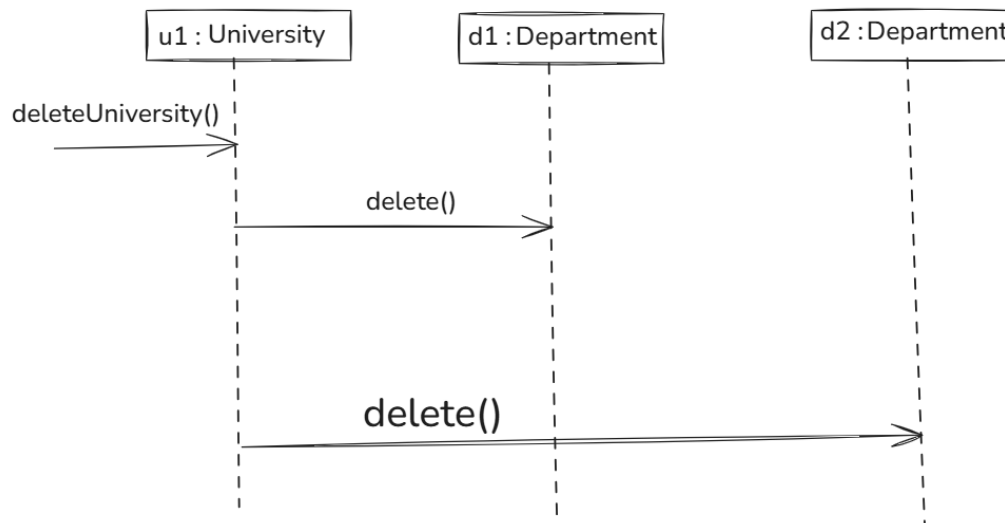 u1 : University
d1 : Department
d2 : Department
deleteUniversity()
delete()
delete()